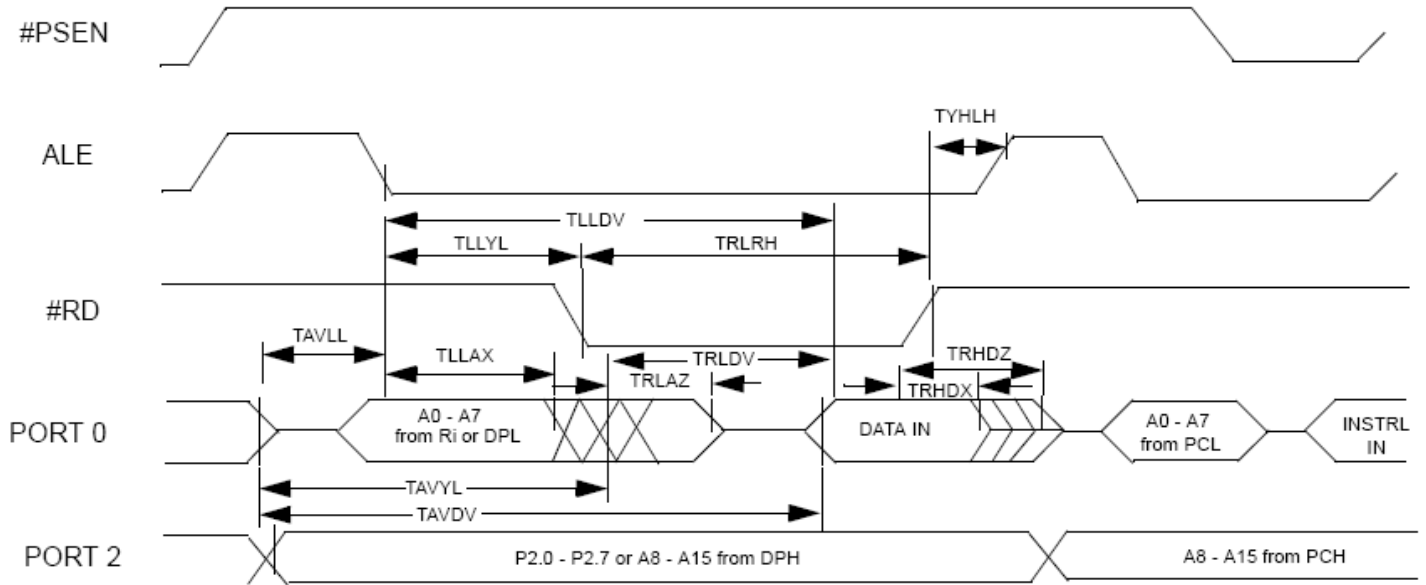 #PSEN
TYHLH
ALE
TLLDV
TLLYL
TRLRH
#RD
TAVLL
TLLAX
TRLDV
TRHDZ
TRLAZ
TRHDX
PORT 0
A0 - A7
from Ri or DPL
DATA IN
A0 - A7
from PCL
INSTRL
IN
TAVYL
TAVDV
PORT 2
P2.0 - P2.7 or A8 - A15 from DPH
A8 - A15 from PCH